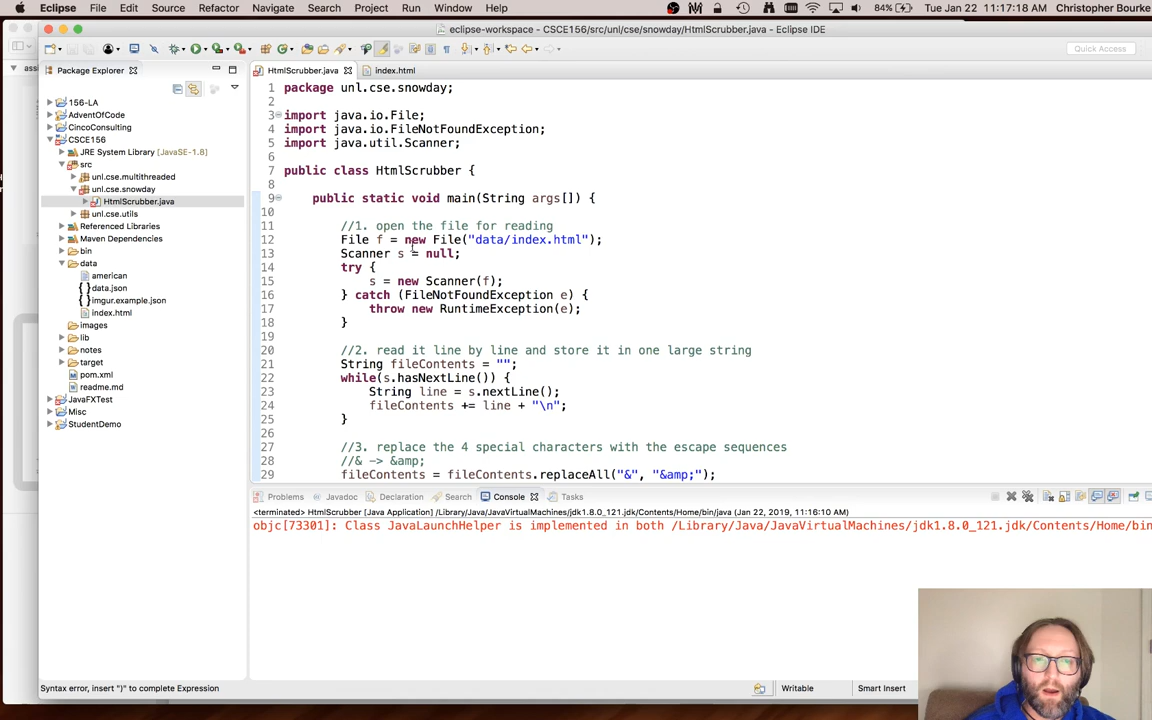 Eclipse File Edit Source Refactor Navigate Search Project Run Window Help 84% Tue Jan 22 11:17:18 AM Christopher Bourke
eclipse-workspace - CSCE156/src/unl/cse/snowday/HtmlScrubber.java - Eclipse IDE
Quick Access
assi
Package Explorer
156-LA
AdventOfCode
CincoConsulting
CSCE156
JRE System Library [JavaSE-1.8]
src
unl.cse.multithreaded
unl.cse.snowday
HtmlScrubber.java
unl.cse.utils
Referenced Libraries
Maven Dependencies
bin
data
american
data.json
imgur.example.json
index.html
images
lib
notes
target
pom.xml
readme.md
JavaFXTest
Misc
StudentDemo
HtmlScrubber.java index.html
1 package unl.cse.snowday;
2
3 import java.io.File;
4 import java.io.FileNotFoundException;
5 import java.util.Scanner;
6
7 public class HtmlScrubber {
8
9 public static void main(String args[]) {
10
11 //1. open the file for reading
12 File f = new File("data/index.html");
13 Scanner s = null;
14 try {
15 s = new Scanner(f);
16 } catch (FileNotFoundException e) {
17 throw new RuntimeException(e);
18 }
19
20 //2. read it line by line and store it in one large string
21 String fileContents = "";
22 while(s.hasNextLine()) {
23 String line = s.nextLine();
24 fileContents += line + "\n";
25 }
26
27 //3. replace the 4 special characters with the escape sequences
28 //& -> &amp;
29 fileContents = fileContents.replaceAll("&", "&amp;");
Problems Javadoc Declaration Search Console Tasks
<terminated> HtmlScrubber [Java Application] /Library/Java/JavaVirtualMachines/jdk1.8.0_121.jdk/Contents/Home/bin/java (Jan 22, 2019, 11:16:10 AM)
objc[73301]: Class JavaLaunchHelper is implemented in both /Library/Java/JavaVirtualMachines/jdk1.8.0_121.jdk/Contents/Home/bin
Syntax error, insert ")" to complete Expression Writable Smart Insert